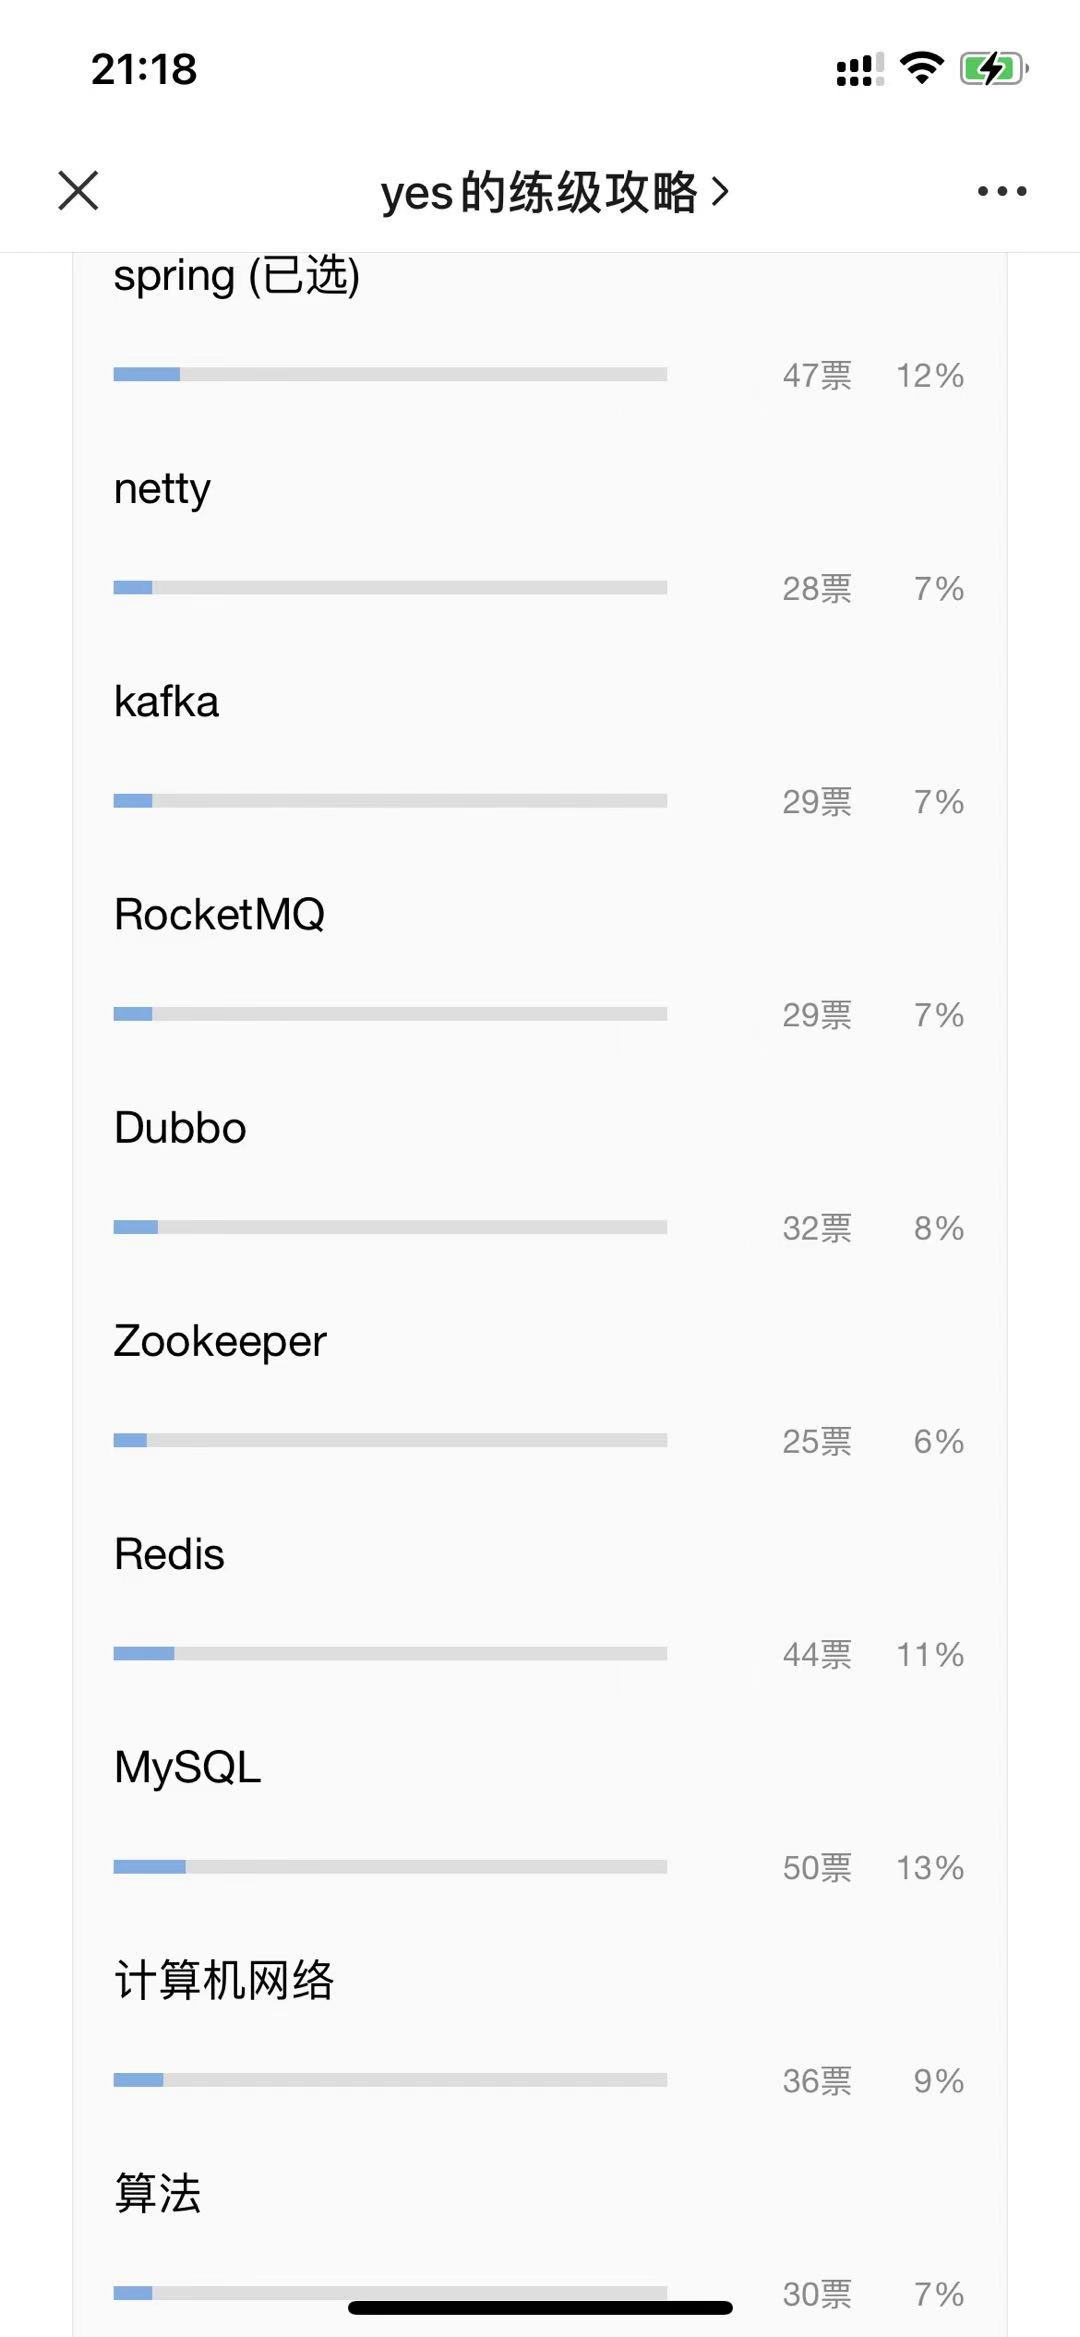 21:18
yes的练级攻略
spring (已选)
47票 12%
netty
28票 7%
kafka
29票 7%
RocketMQ
29票 7%
Dubbo
32票 8%
Zookeeper
25票 6%
Redis
44票 11%
MySQL
50票 13%
计算机网络
36票 9%
算法
30票 7%